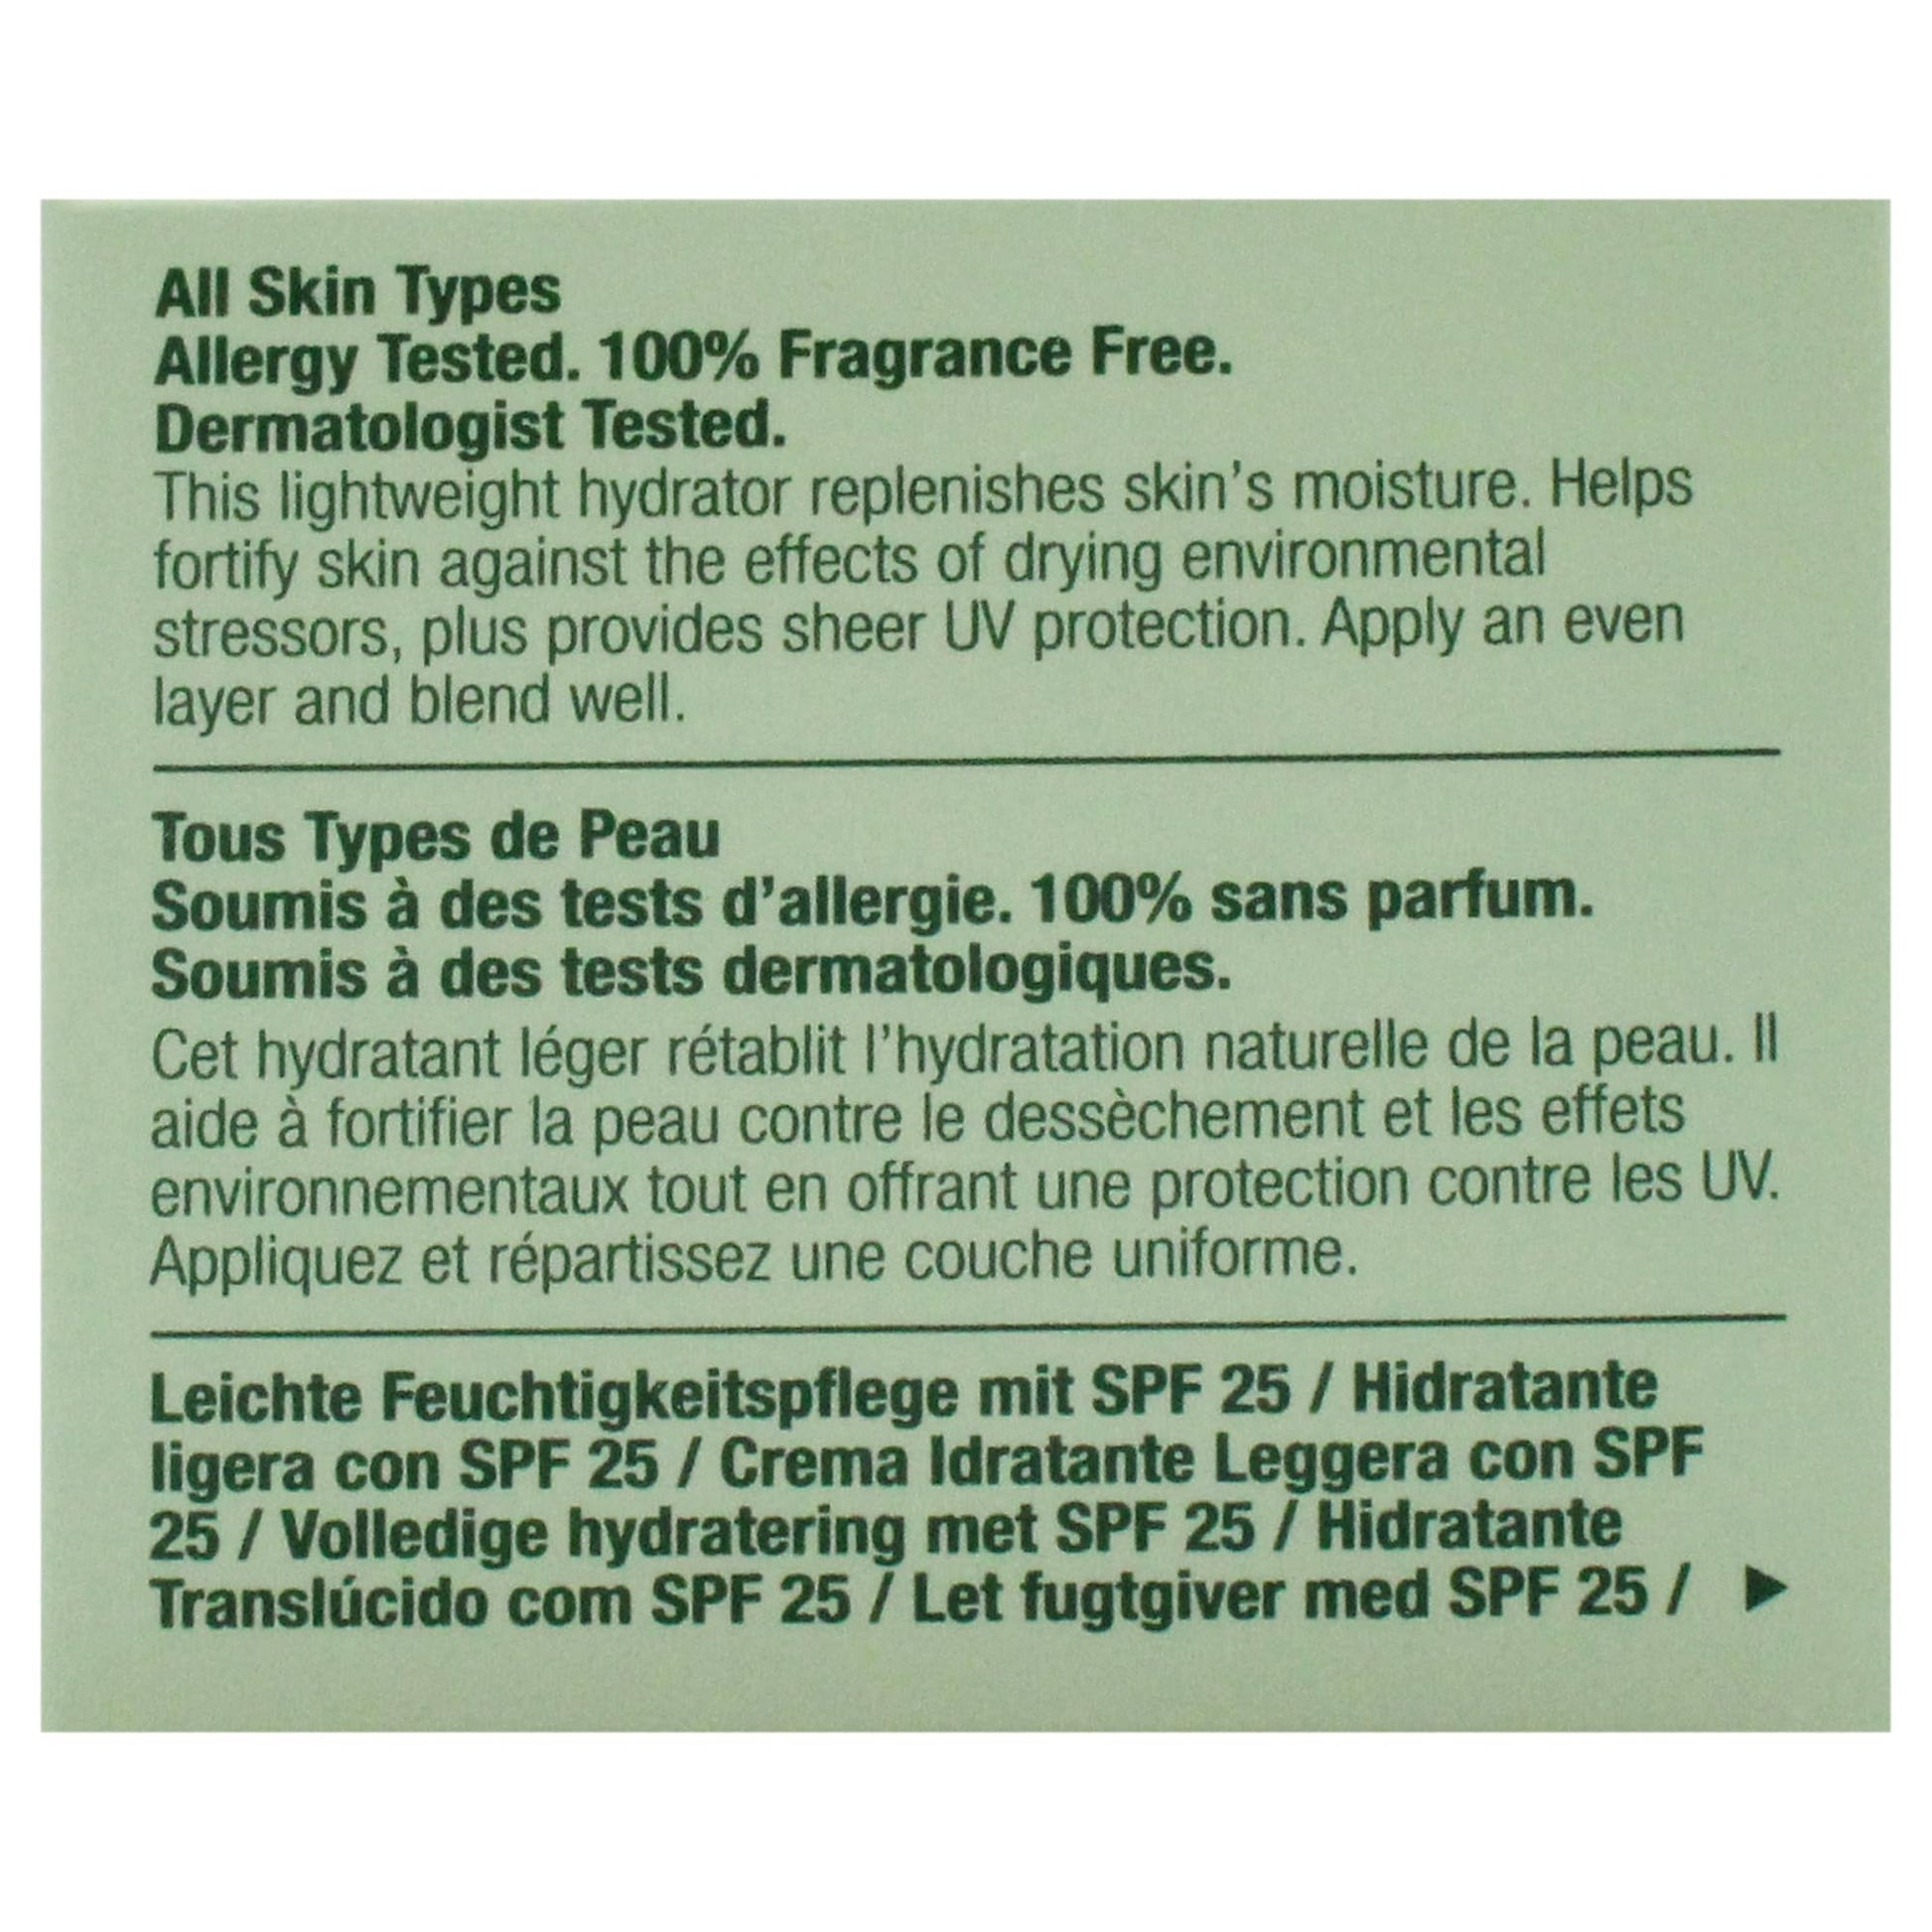 All Skin Types
Allergy Tested. 100% Fragrance Free.
Dermatologist Tested.
This lightweight hydrator replenishes skin's moisture. Helps
fortify skin against the effects of drying environmental
stressors, plus provides sheer UV protection. Apply an even
layer and blend well.
Tous Types de Peau
Soumis à des tests d'allergie. 100% sans parfum.
Soumis à des tests dermatologiques.
Cet hydratant léger rétablit l'hydratation naturelle de la peau. Il
aide à fortifier la peau contre le dessèchement et les effets
environnementaux tout en offrant une protection contre les UV.
Appliquez et répartissez une couche uniforme.
Leichte Feuchtigkeitspflege mit SPF 25 / Hidratante
ligera con SPF 25 / Crema Idratante Leggera con SPF
25 / Volledige hydratering met SPF 25 / Hidratante
Translúcido com SPF 25 / Let fugtgiver med SPF 25 / ▶